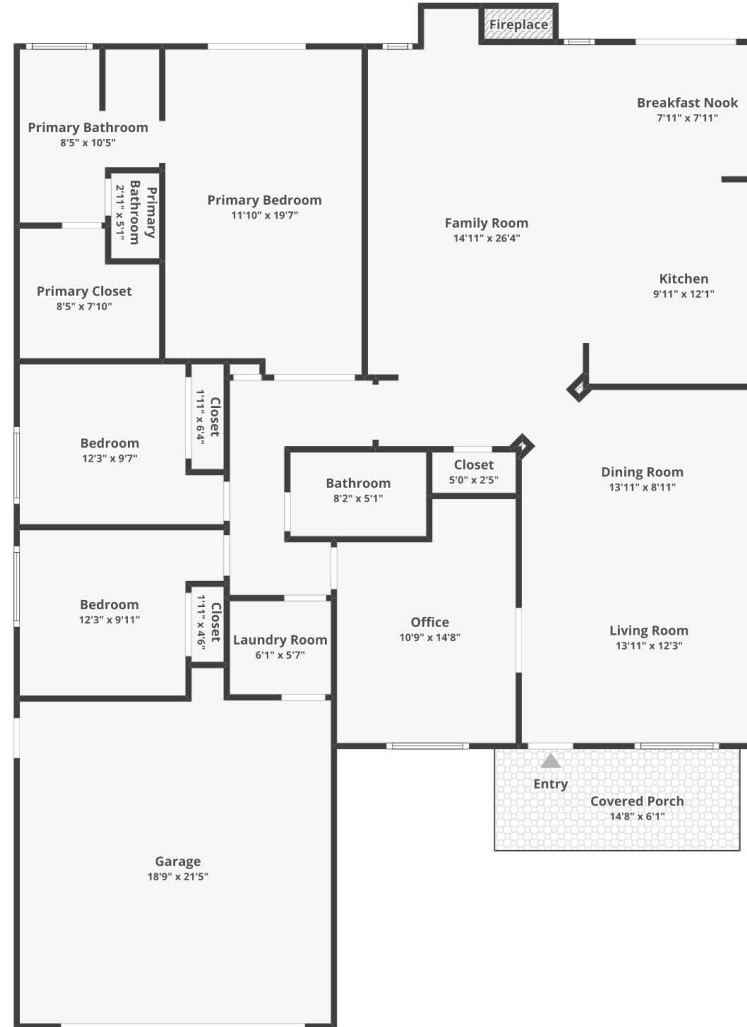 Fireplace
Breakfast Nook
7'11" x 7'11"
Primary Bathroom
8'5" x 10'5"
Primary
Bathroom
2'11" x 5'1"
Primary Bedroom
11'10" x 19'7"
Family Room
14'11" x 26'4"
Kitchen
9'11" x 12'1"
Primary Closet
8'5" x 7'10"
Closet
1'11" x 6'4"
Bedroom
12'3" x 9'7"
Bathroom
8'2" x 5'1"
Closet
5'0" x 2'5"
Dining Room
13'11" x 8'11"
Bedroom
12'3" x 9'11"
Closet
1'11" x 4'6"
Laundry Room
6'1" x 5'7"
Office
10'9" x 14'8"
Living Room
13'11" x 12'3"
Entry
Covered Porch
14'8" x 6'1"
Garage
18'9" x 21'5"